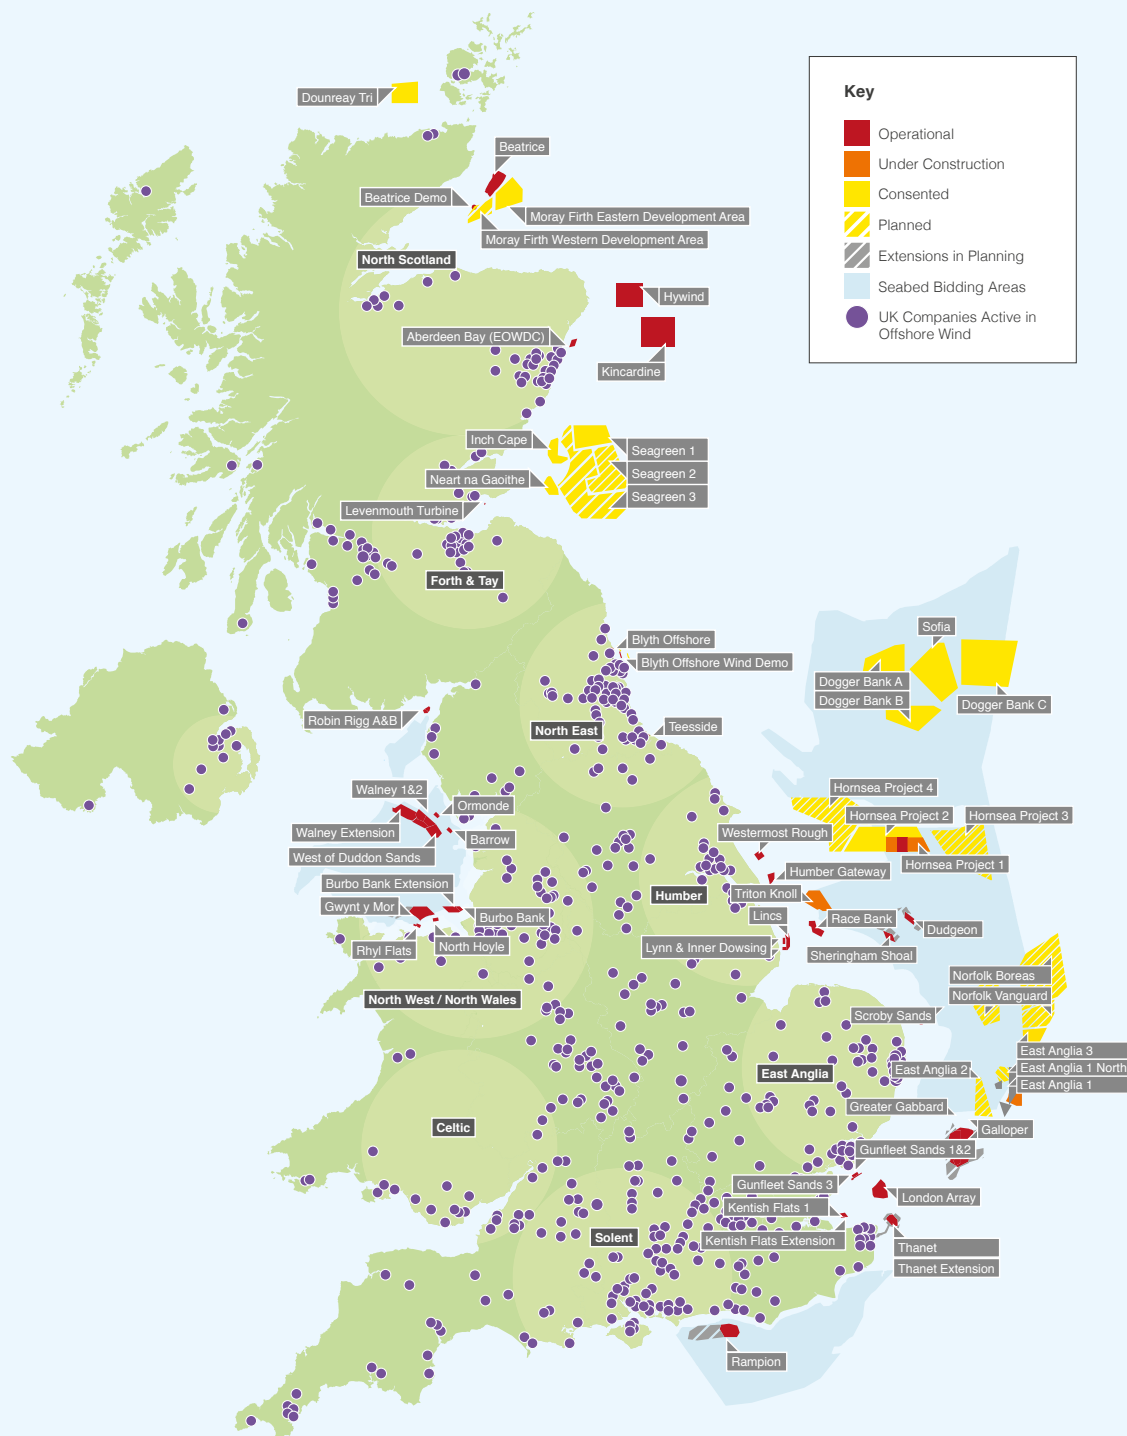 Key
Operational
Under Construction
Consented
Planned
Extensions in Planning
Seabed Bidding Areas
UK Companies Active in
Offshore Wind
Dounreay Tri
Beatrice
Beatrice Demo
Moray Firth Eastern Development Area
Moray Firth Western Development Area
North Scotland
Hywind
Aberdeen Bay (EOWDC)
Kincardine
Inch Cape
Seagreen 1
Seagreen 2
Neart na Gaoithe
Seagreen 3
Levenmouth Turbine
Forth & Tay
Sofia
Blyth Offshore
Blyth Offshore Wind Demo
Dogger Bank A
Dogger Bank B
Dogger Bank C
Robin Rigg A&B
North East
Teesside
Walney 1&2
Ormonde
Hornsea Project 4
Hornsea Project 2
Hornsea Project 3
Walney Extension
Barrow
Westermost Rough
West of Duddon Sands
Hornsea Project 1
Humber Gateway
Burbo Bank Extension
Humber
Triton Knoll
Gwynt y Mor
Burbo Bank
Lincs
Race Bank
Dudgeon
Rhyl Flats
North Hoyle
Lynn & Inner Dowsing
Sheringham Shoal
Norfolk Boreas
North West / North Wales
Norfolk Vanguard
Scroby Sands
East Anglia 3
East Anglia
East Anglia 2
East Anglia 1 North
East Anglia 1
Greater Gabbard
Celtic
Galloper
Gunfleet Sands 1&2
Gunfleet Sands 3
London Array
Kentish Flats 1
Solent
Kentish Flats Extension
Thanet
Thanet Extension
Rampion